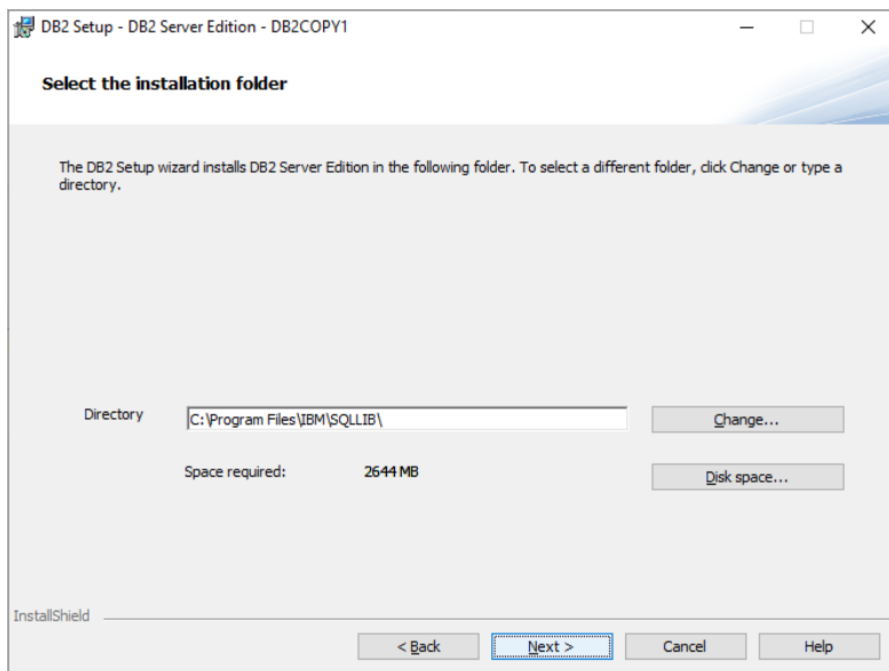 DB2 Setup - DB2 Server Edition - DB2COPY1
Select the installation folder
The DB2 Setup wizard installs DB2 Server Edition in the following folder. To select a different folder, click Change or type a
directory.
Directory
C:\Program Files\IBM\SQLLIB\
Change...
Space required:
2644 MB
Disk space...
InstallShield
< Back
Next >
Cancel
Help